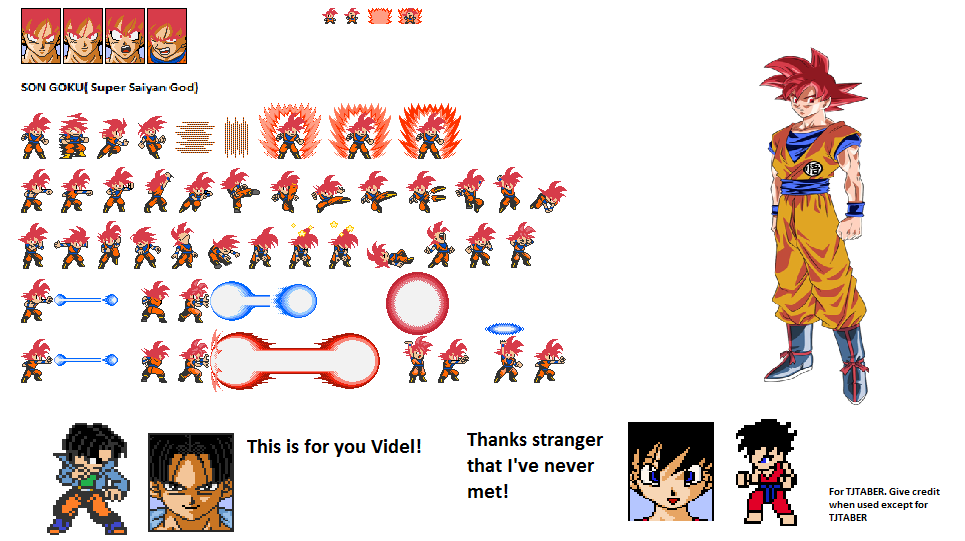 SON GOKU( Super Saiyan God)
悟
This is for you Videl!
Thanks stranger
that I've never
met!
For TJTABER. Give credit
when used except for
TJTABER